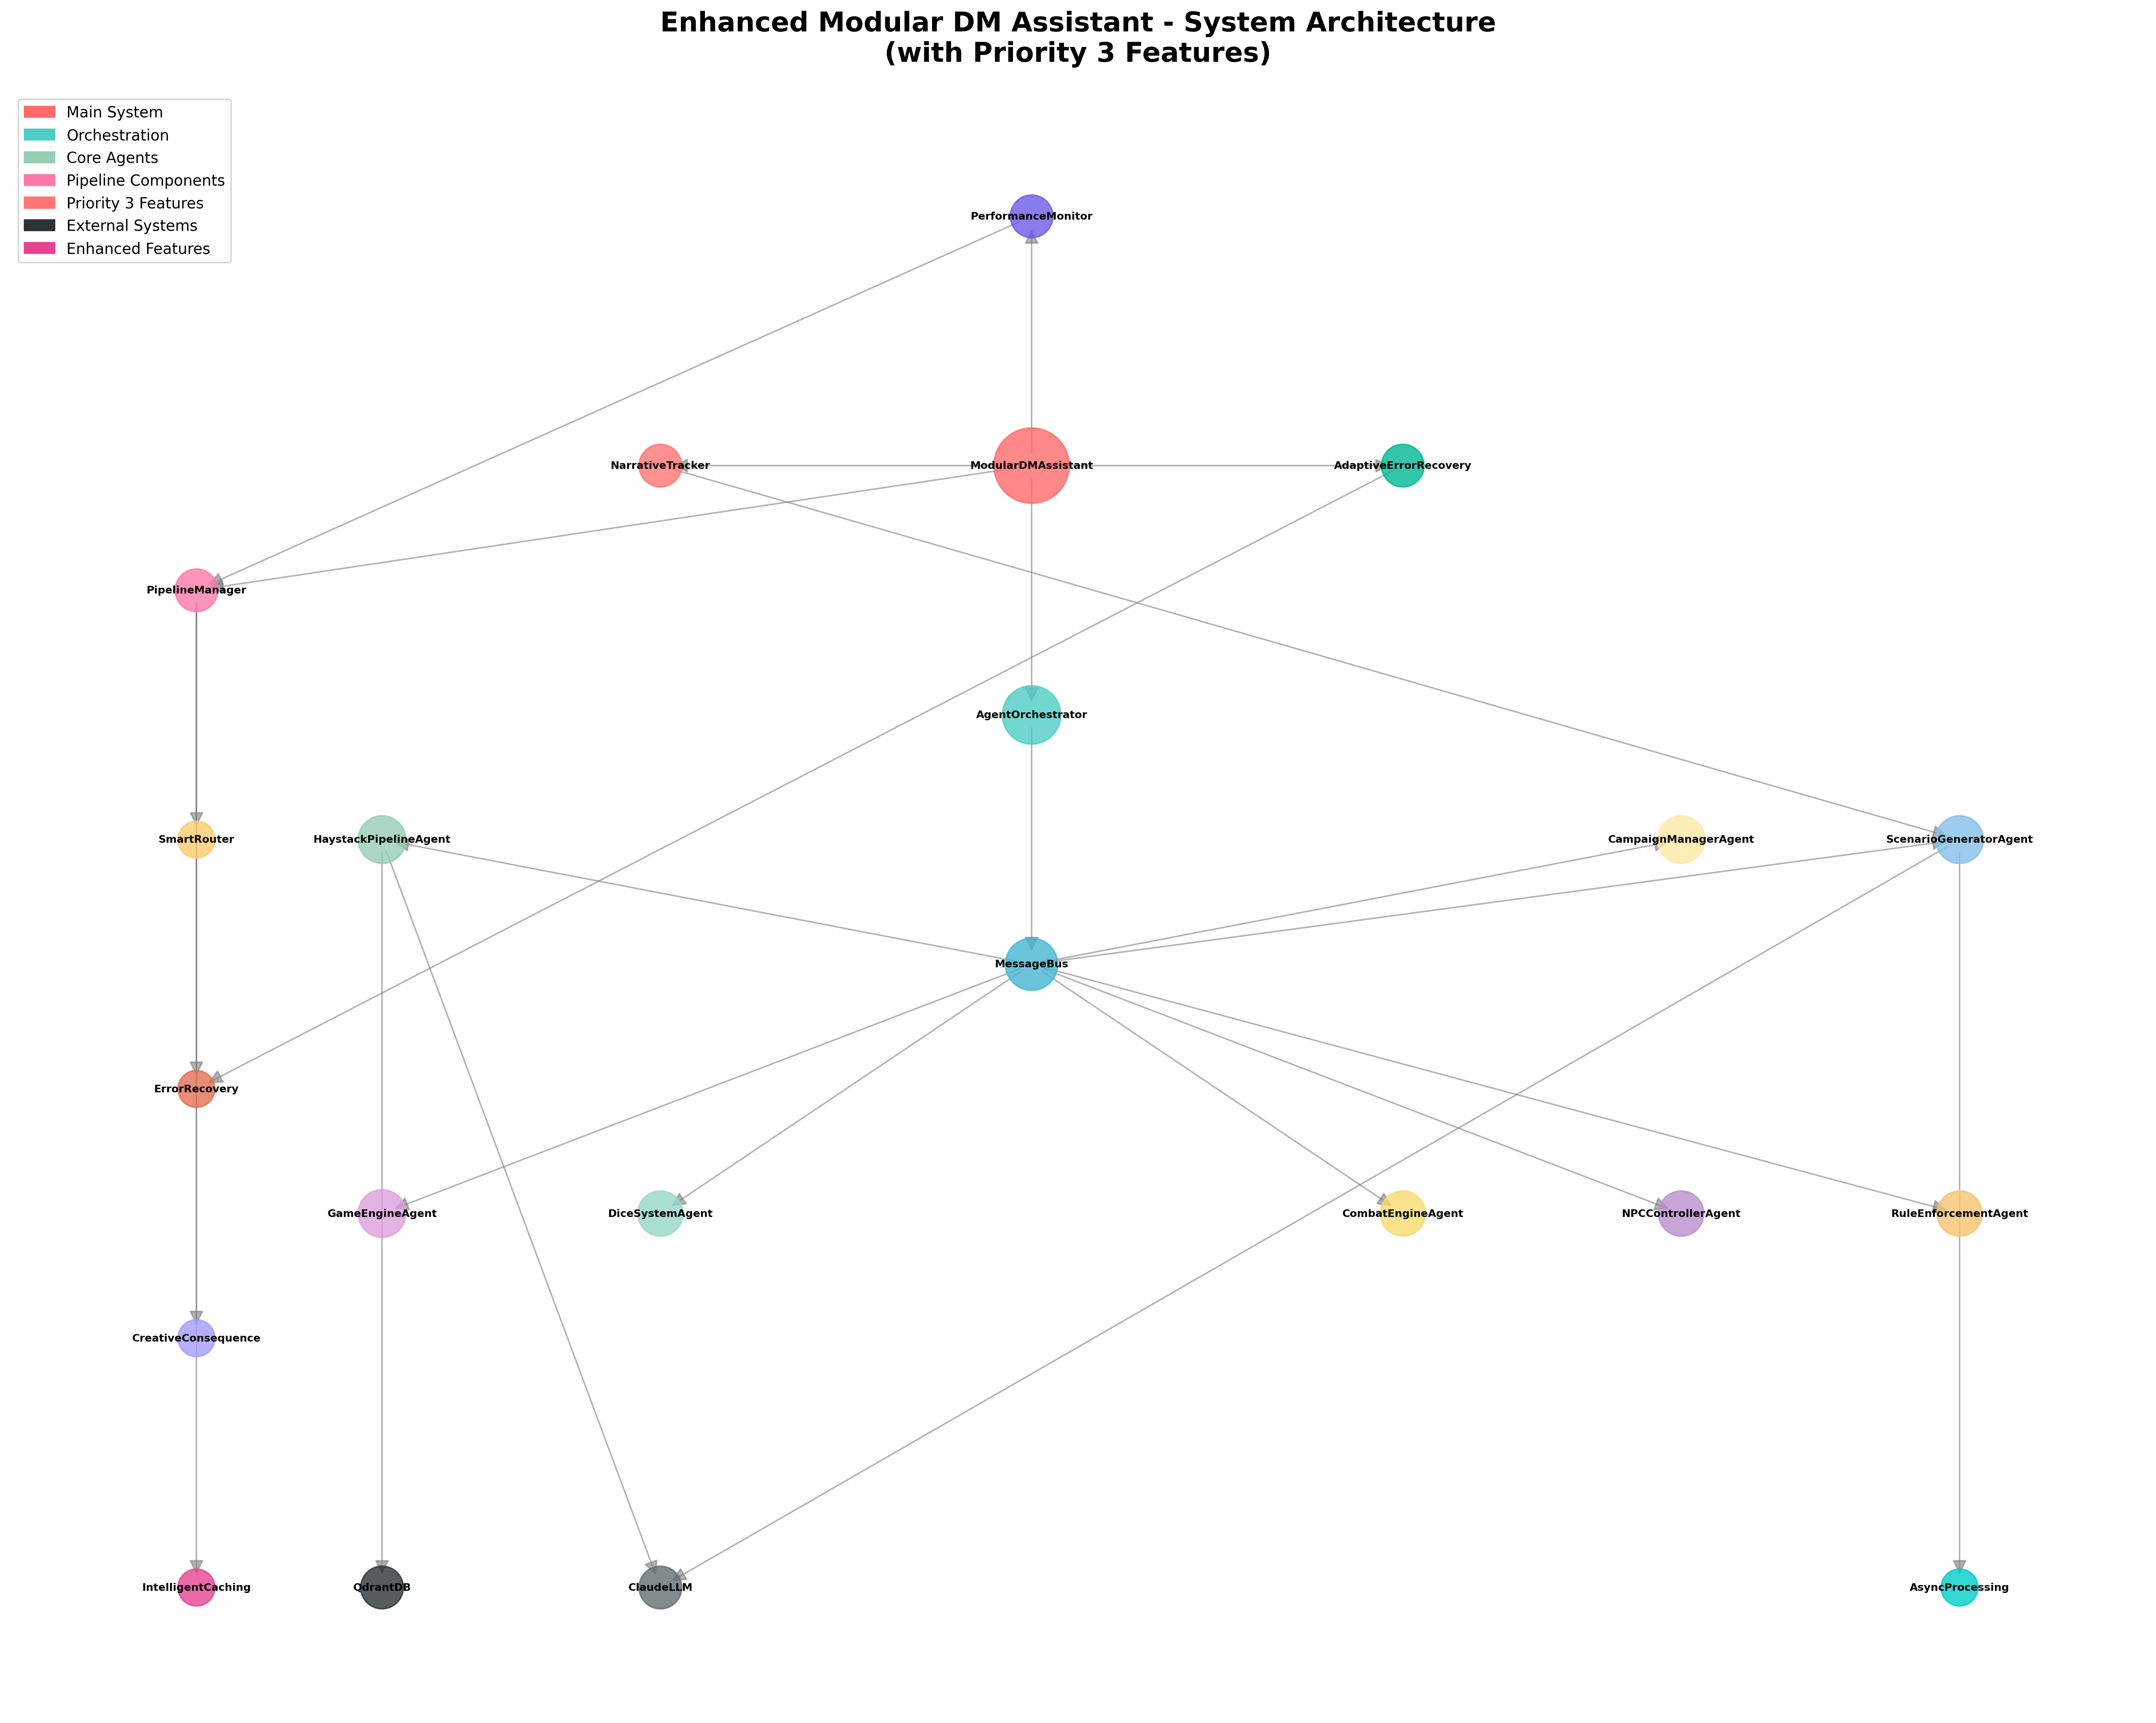 Enhanced Modular DM Assistant - System Architecture
(with Priority 3 Features)
Main System
Orchestration
Core Agents
Pipeline Components
Priority 3 Features
External Systems
Enhanced Features
PerformanceMonitor
NarrativeTracker
ModularDMAssistant
AdaptiveErrorRecovery
PipelineManager
AgentOrchestrator
SmartRouter
HaystackPipelineAgent
CampaignManagerAgent
ScenarioGeneratorAgent
MessageBus
ErrorRecovery
GameEngineAgent
DiceSystemAgent
CombatEngineAgent
NPCControllerAgent
RuleEnforcementAgent
CreativeConsequence
IntelligentCaching
QdrantDB
ClaudeLLM
AsyncProcessing